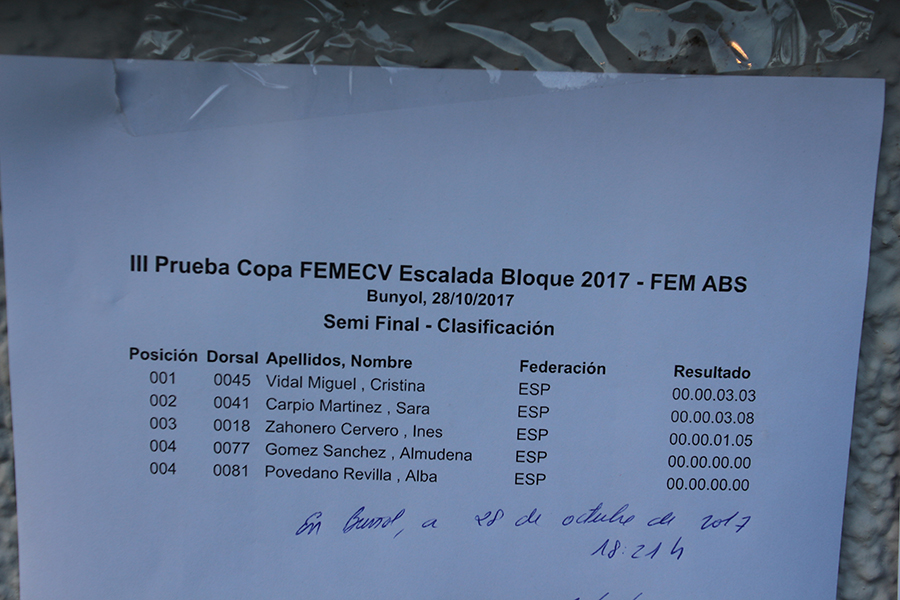 III Prueba Copa FEMECV Escalada Bloque 2017 - FEM ABS
Bunyol, 28/10/2017
Semi Final - Clasificación
Posición Dorsal Apellidos, Nombre Federación Resultado
001 0045 Vidal Miguel , Cristina ESP 00.00.03.03
002 0041 Carpio Martinez , Sara ESP 00.00.03.08
003 0018 Zahonero Cervero , Ines ESP 00.00.01.05
004 0077 Gomez Sanchez , Almudena ESP 00.00.00.00
004 0081 Povedano Revilla , Alba ESP 00.00.00.00
En Bunyol, a 28 de octubre de 2017
18:21 h